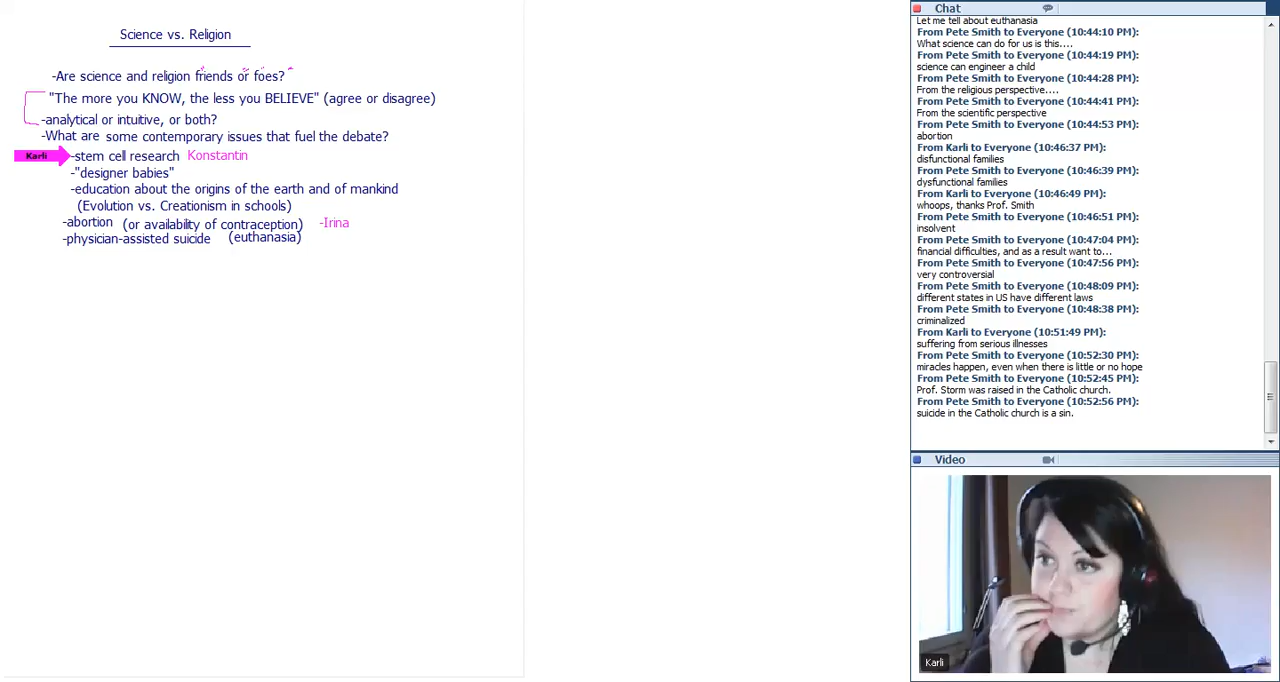 Science vs. Religion
-Are science and religion friends or foes?
"The more you KNOW, the less you BELIEVE" (agree or disagree)
-analytical or intuitive, or both?
-What are some contemporary issues that fuel the debate?
Karli -stem cell research Konstantin
-"designer babies"
-education about the origins of the earth and of mankind
(Evolution vs. Creationism in schools)
-abortion (or availability of contraception) -Irina
-physician-assisted suicide (euthanasia)
Chat
Let me tell about euthanasia
From Pete Smith to Everyone (10:44:10 PM):
What science can do for us is this....
From Pete Smith to Everyone (10:44:19 PM):
science can engineer a child
From Pete Smith to Everyone (10:44:28 PM):
From the religious perspective....
From Pete Smith to Everyone (10:44:41 PM):
From the scientific perspective
From Pete Smith to Everyone (10:44:53 PM):
abortion
From Karli to Everyone (10:46:37 PM):
disfunctional families
From Pete Smith to Everyone (10:46:39 PM):
dysfunctional families
From Karli to Everyone (10:46:49 PM):
whoops, thanks Prof. Smith
From Pete Smith to Everyone (10:46:51 PM):
insolvent
From Pete Smith to Everyone (10:47:04 PM):
financial difficulties, and as a result want to...
From Pete Smith to Everyone (10:47:56 PM):
very controversial
From Pete Smith to Everyone (10:48:09 PM):
different states in US have different laws
From Pete Smith to Everyone (10:48:38 PM):
criminalized
From Karli to Everyone (10:51:49 PM):
suffering from serious illnesses
From Pete Smith to Everyone (10:52:30 PM):
miracles happen, even when there is little or no hope
From Pete Smith to Everyone (10:52:45 PM):
Prof. Storm was raised in the Catholic church.
From Pete Smith to Everyone (10:52:56 PM):
suicide in the Catholic church is a sin.
Video
Karli